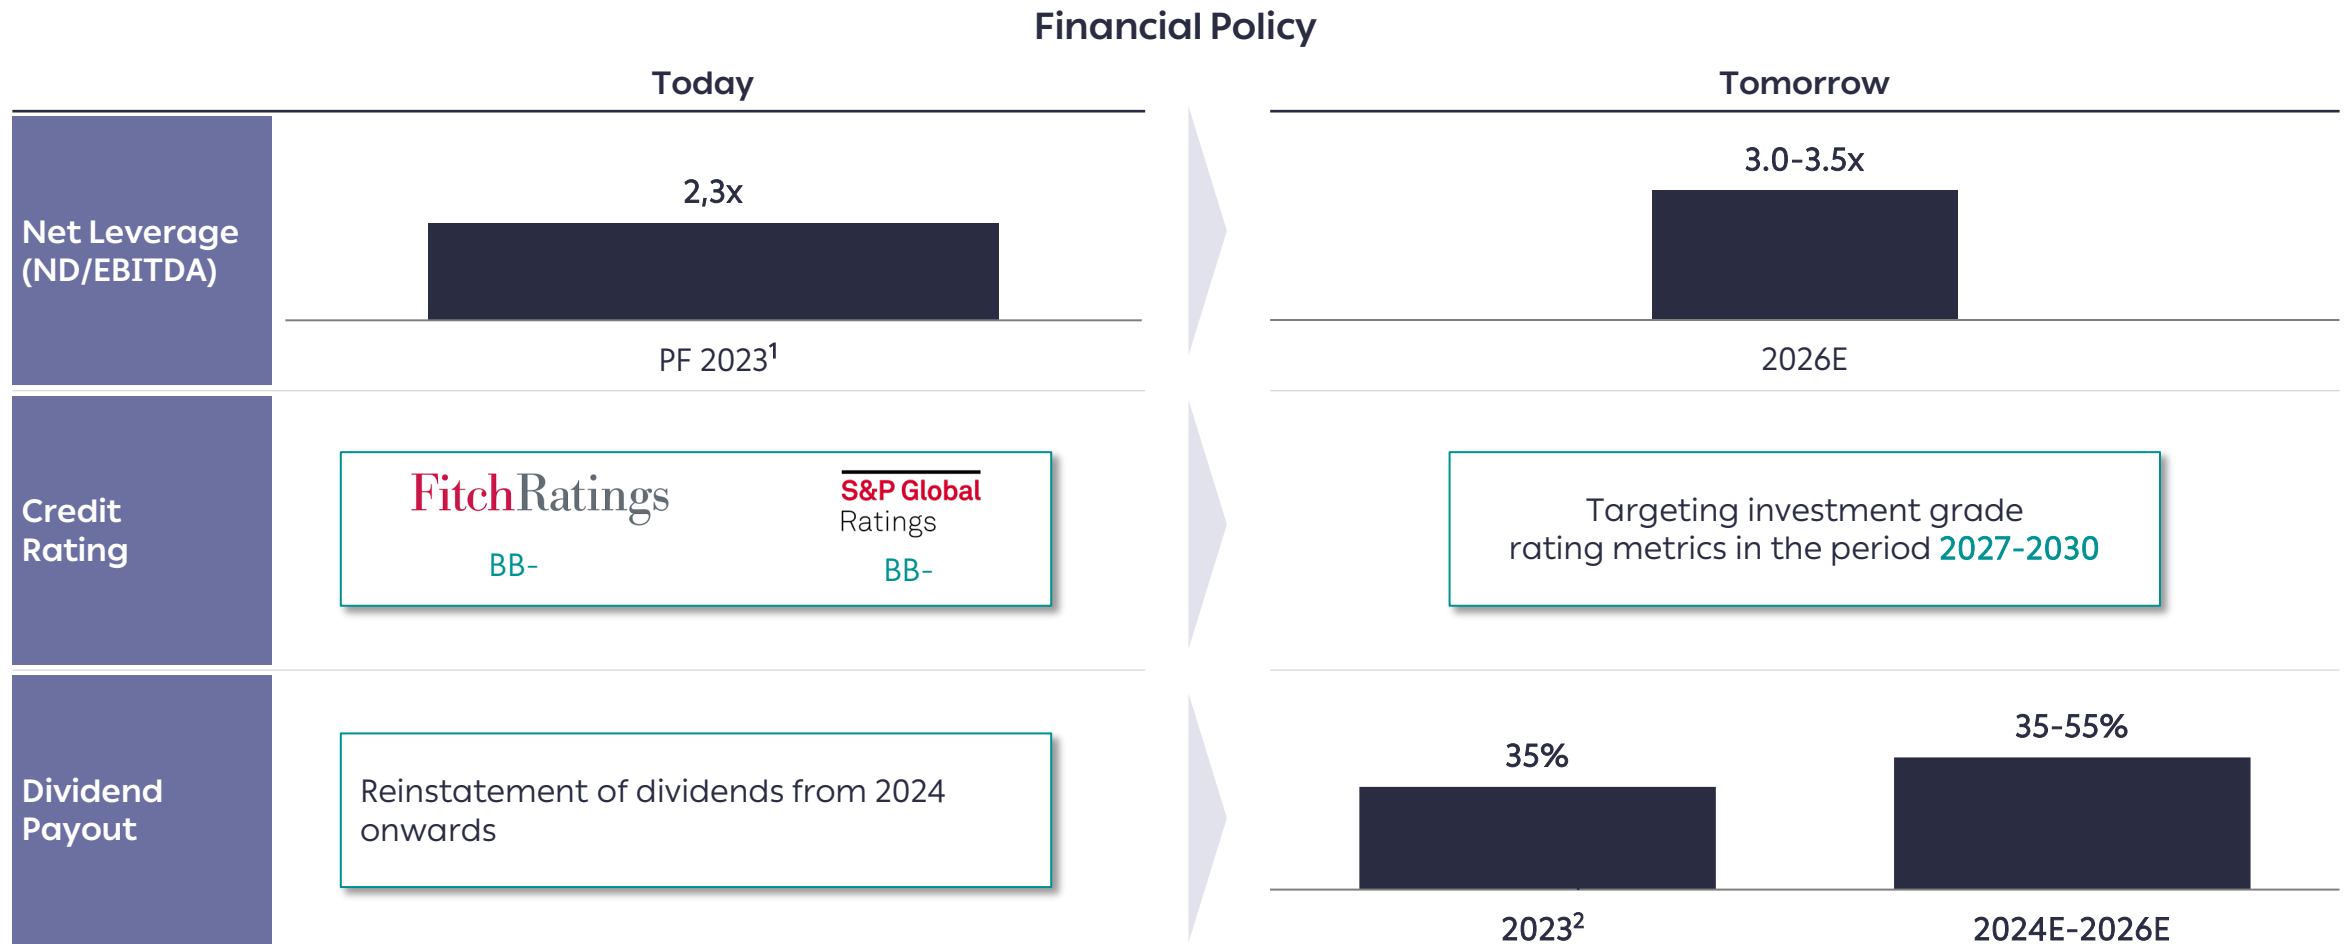 Financial Policy
Today
Tomorrow
Net Leverage
(ND/EBITDA)
2,3x
PF 2023¹
3.0-3.5x
2026E
Credit
Rating
FitchRatings
BB-
S&P Global
Ratings
BB-
Targeting investment grade
rating metrics in the period 2027-2030
Dividend
Payout
Reinstatement of dividends from 2024
onwards
35%
2023²
35-55%
2024E-2026E